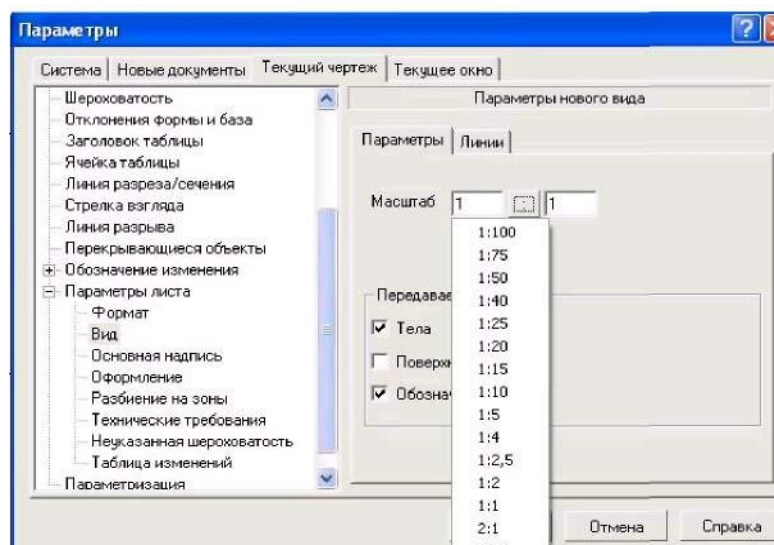 Параметры
Система Новые документы Текущий чертеж Текущее окно
Шероховатость
Отклонения формы и база
Заголовок таблицы
Ячейка таблицы
Линия разреза/сечения
Стрелка взгляда
Линия разрыва
Перекрывающиеся объекты
Обозначение изменения
Параметры листа
Формат
Вид
Основная надпись
Оформление
Разбиение на зоны
Технические требования
Неуказанная шероховатость
Таблица изменений
Параметризация
Параметры нового вида
Параметры Линии
Масштаб 1 : 1
1:100
1:75
1:50
1:40
1:25
1:20
1:15
1:10
1:5
1:4
1:2,5
1:2
1:1
2:1
Передавае
Тела
Поверхн
Обознач
Отмена Справка